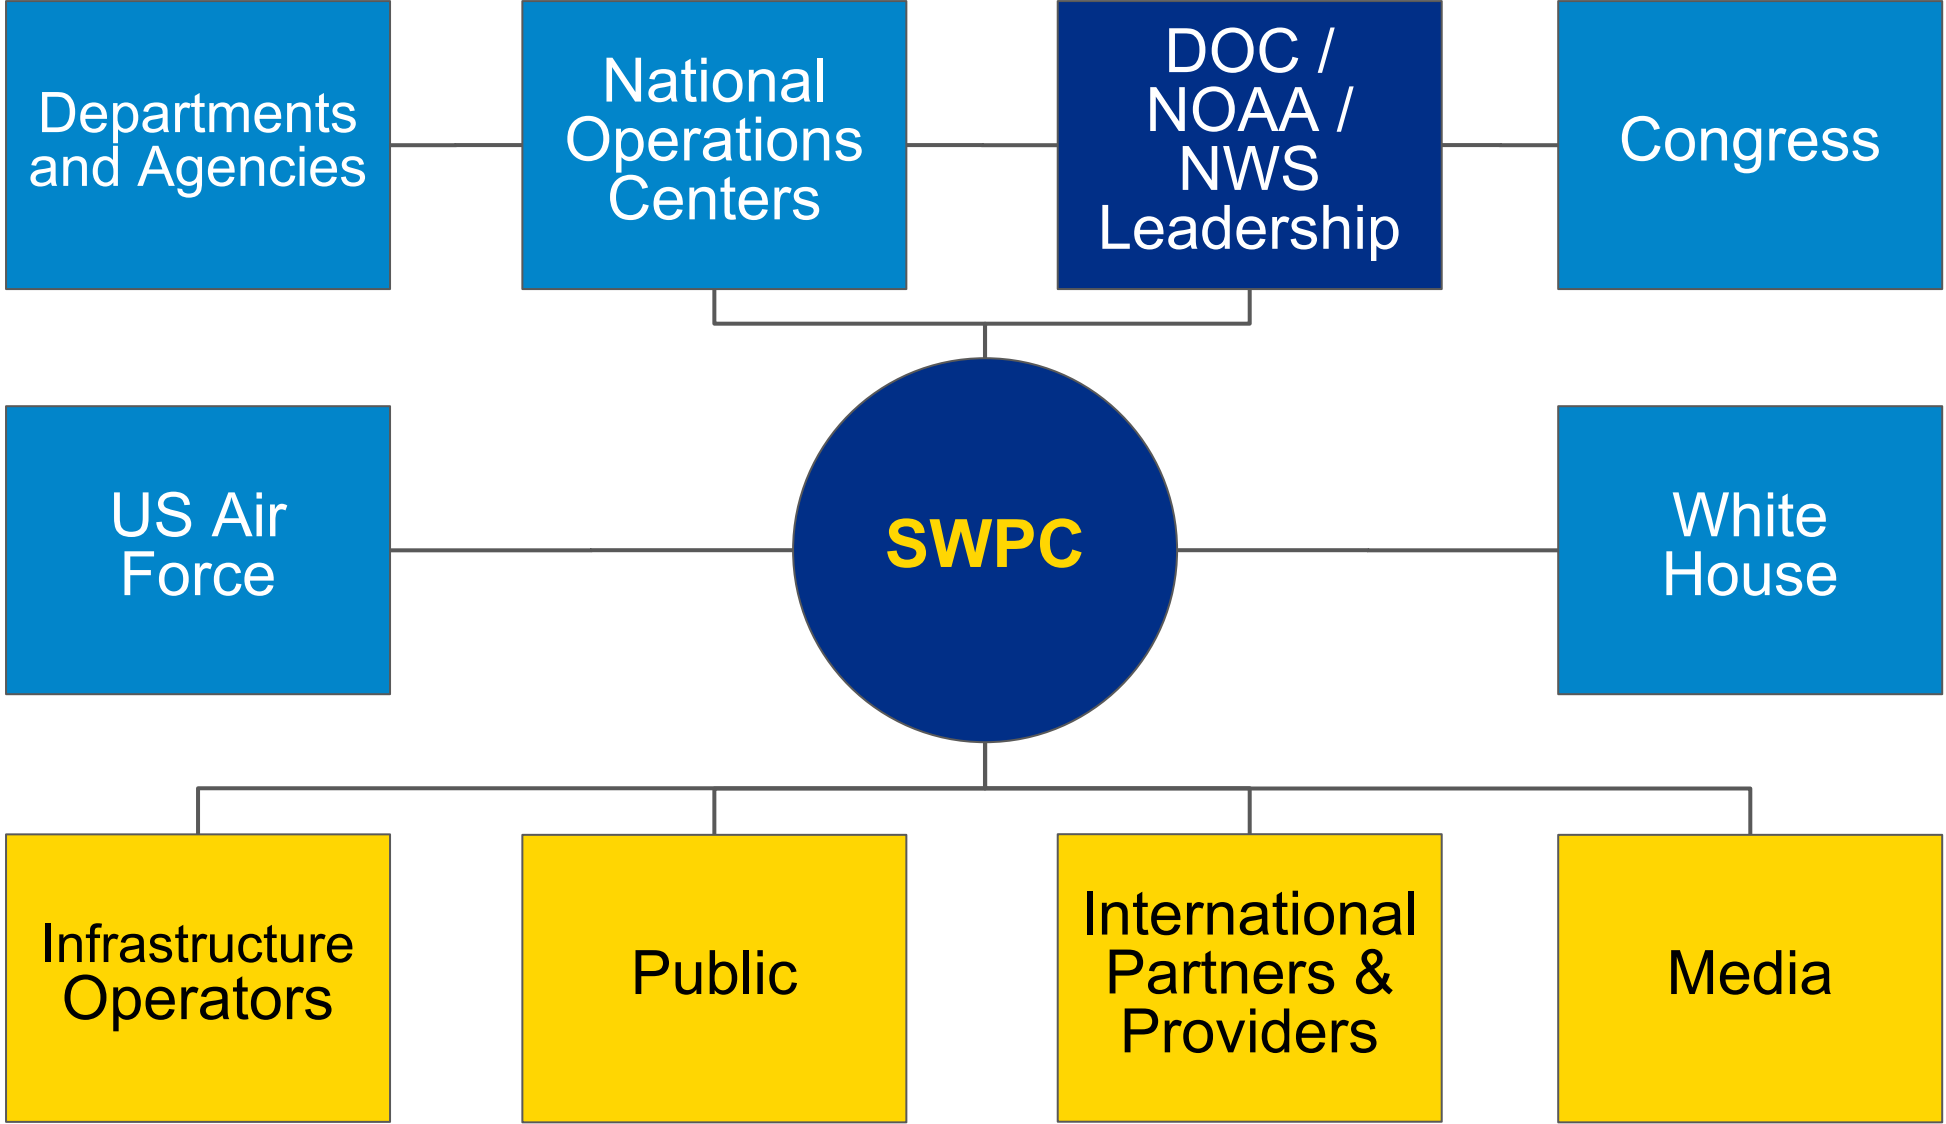 Departments
and Agencies
National
Operations
Centers
DOC /
NOAA /
NWS
Leadership
Congress
US Air
Force
SWPC
White
House
Infrastructure
Operators
Public
International
Partners &
Providers
Media